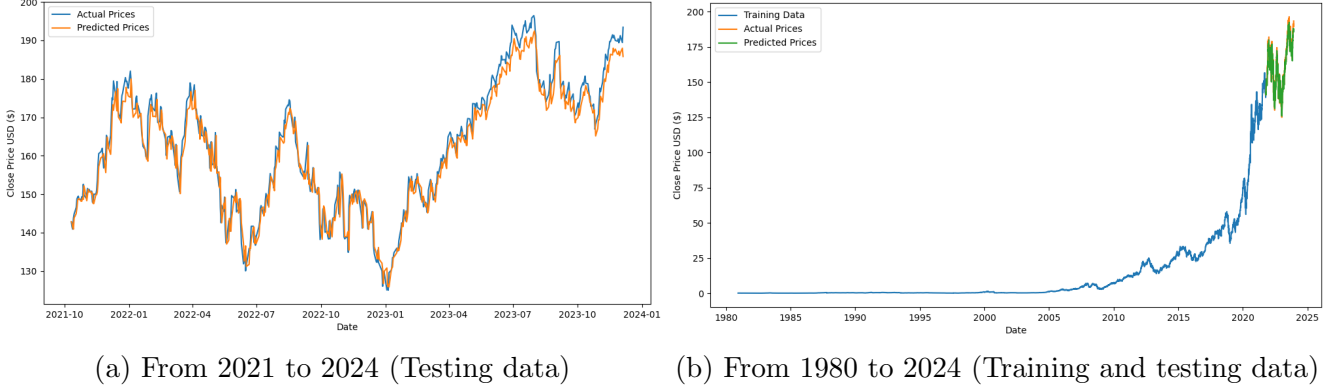 200
190
180
170
160
150
140
130
Close Price USD ($)
Actual Prices
Predicted Prices
2021-10 2022-01 2022-04 2022-07 2022-10 2023-01 2023-04 2023-07 2023-10 2024-01
Date
(a) From 2021 to 2024 (Testing data)
200
175
150
125
100
75
50
25
0
Close Price USD ($)
Training Data
Actual Prices
Predicted Prices
1980 1985 1990 1995 2000 2005 2010 2015 2020 2025
Date
(b) From 1980 to 2024 (Training and testing data)